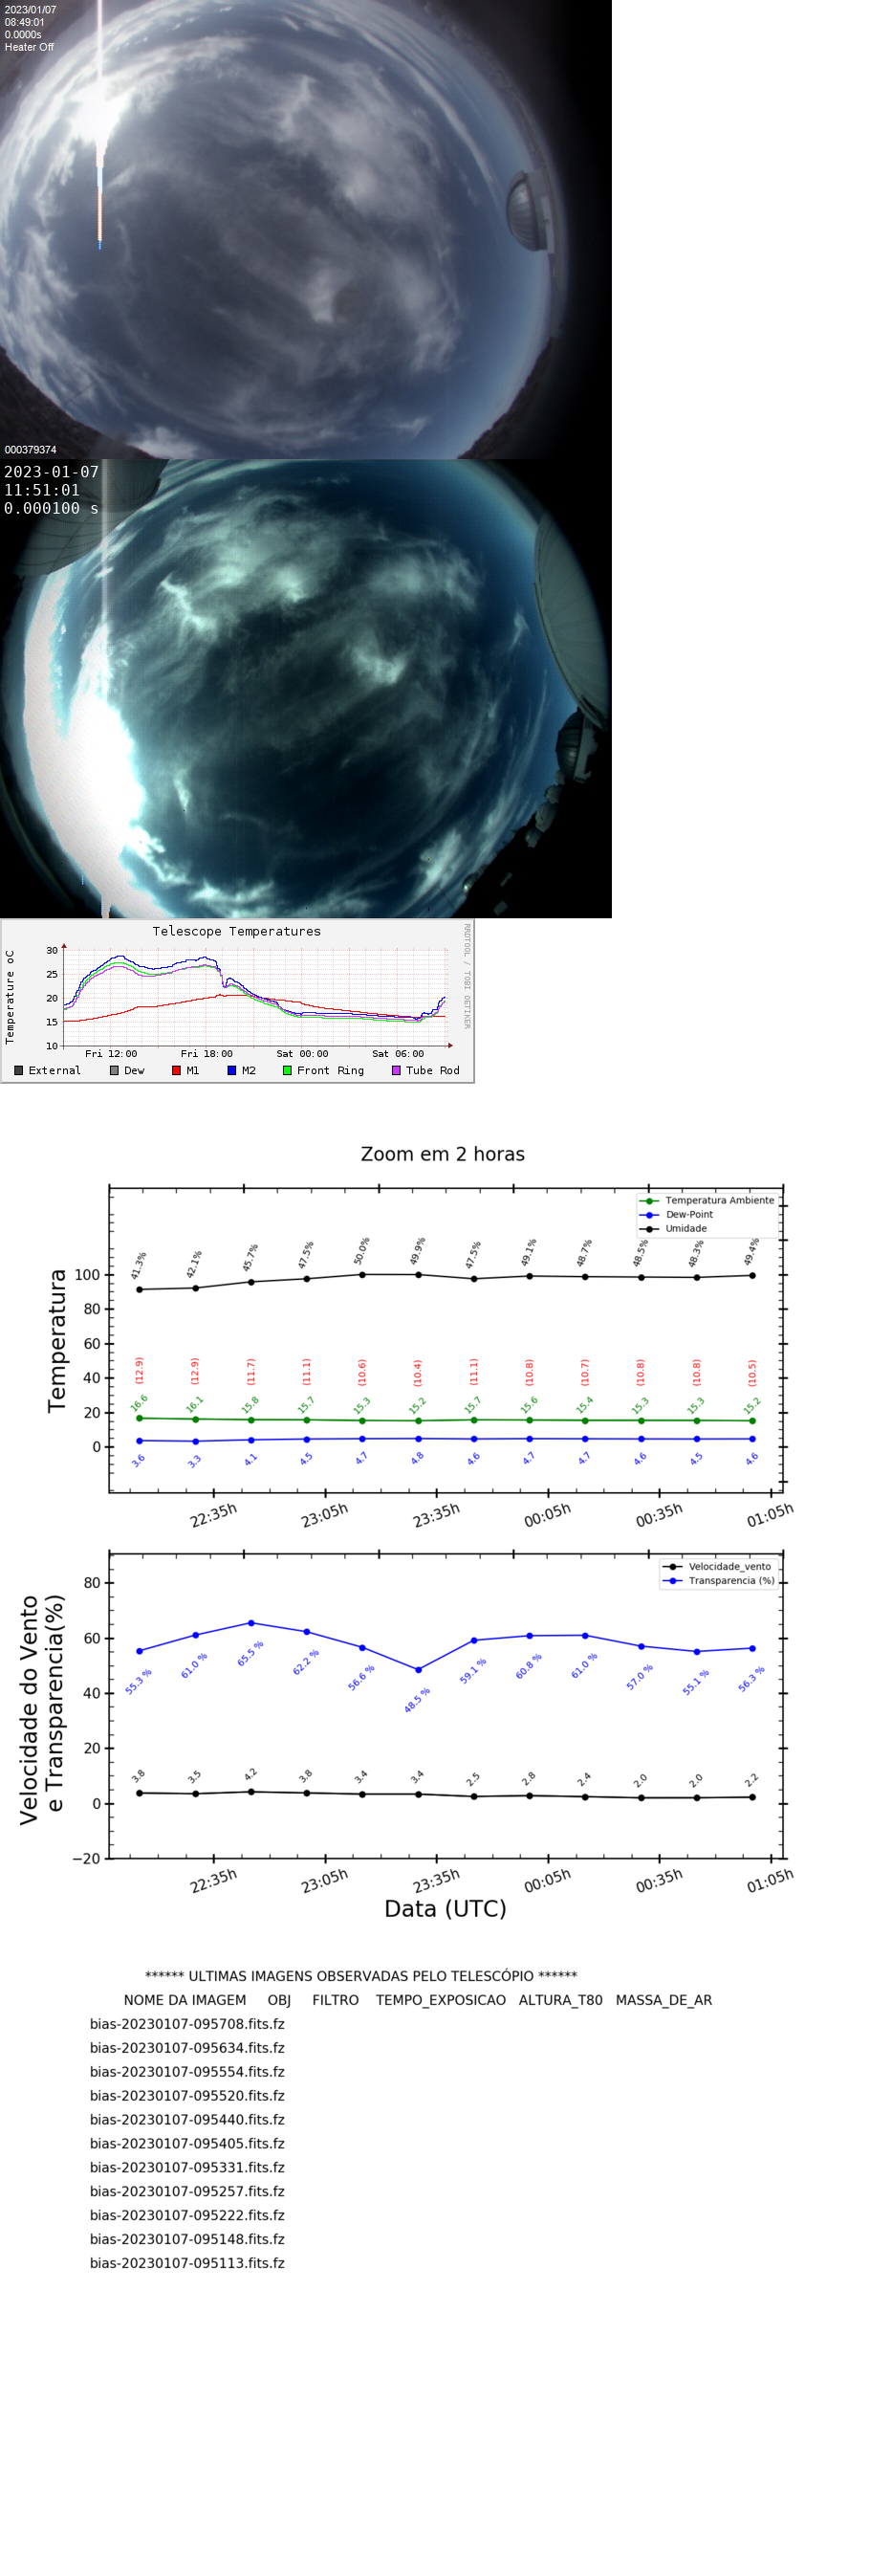 2023/01/07
08:49:01
0.0000s
Heater Off
000379374
2023-01-07
11:51:01
0.000100 s
Telescope Temperatures
RRDTOOL / TOBI OETIKER
Temperature oC
30
25
20
15
10
Fri 12:00 Fri 18:00 Sat 00:00 Sat 06:00
External Dew M1 M2 Front Ring Tube Rod
Zoom em 2 horas
Temperatura Ambiente
Dew-Point
Umidade
Temperatura
100
80
60
40
20
0
41.3% 42.1% 45.7% 47.5% 50.0% 49.9% 47.5% 49.1% 48.7% 48.5% 48.3% 49.4%
(12.9) (12.9) (11.7) (11.1) (10.6) (10.4) (11.1) (10.8) (10.7) (10.8) (10.8) (10.5)
16.6 16.1 15.8 15.7 15.3 15.2 15.7 15.6 15.4 15.3 15.3 15.2
3.6 3.3 4.1 4.5 4.7 4.8 4.6 4.7 4.7 4.6 4.5 4.6
22:35h 23:05h 23:35h 00:05h 00:35h 01:05h
Velocidade_vento
Transparencia (%)
Velocidade do Vento
e Transparencia(%)
80
60
40
20
0
−20
55.3 % 61.0 % 65.5 % 62.2 % 56.6 % 48.5 % 59.1 % 60.8 % 61.0 % 57.0 % 55.1 % 56.3 %
3.8 3.5 4.2 3.8 3.4 3.4 2.5 2.8 2.4 2.0 2.0 2.2
22:35h 23:05h 23:35h 00:05h 00:35h 01:05h
Data (UTC)
****** ULTIMAS IMAGENS OBSERVADAS PELO TELESCÓPIO ******
NOME DA IMAGEM OBJ FILTRO TEMPO_EXPOSICAO ALTURA_T80 MASSA_DE_AR
bias-20230107-095708.fits.fz
bias-20230107-095634.fits.fz
bias-20230107-095554.fits.fz
bias-20230107-095520.fits.fz
bias-20230107-095440.fits.fz
bias-20230107-095405.fits.fz
bias-20230107-095331.fits.fz
bias-20230107-095257.fits.fz
bias-20230107-095222.fits.fz
bias-20230107-095148.fits.fz
bias-20230107-095113.fits.fz